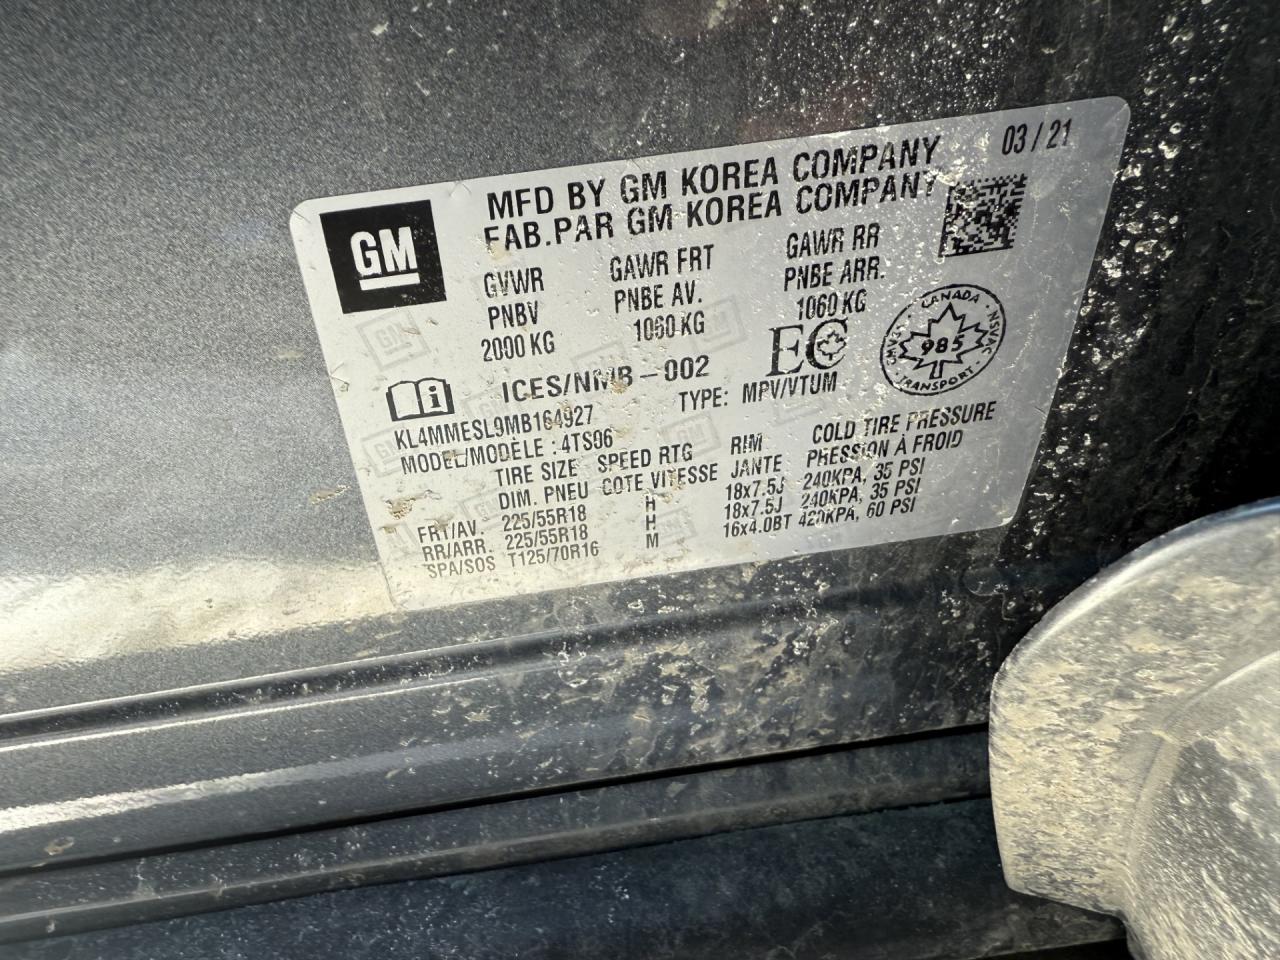 GM
MFD BY GM KOREA COMPANY 03 / 21
FAB.PAR GM KOREA COMPANY
GVWR GAWR FRT GAWR RR
PNBV PNBE AV. PNBE ARR.
2000 KG 1060 KG 1060 KG
ICES/NMB-002 EC
TYPE: MPV/VTUM
CANADA
NSVAC 985 CMVSS
TRANSPORT
KL4MMESL9MB164927
MODEL/MODÈLE : 4TS06
TIRE SIZE SPEED RTG RIM COLD TIRE PRESSURE
DIM. PNEU COTE VITESSE JANTE PRESSION À FROID
FRT/AV. 225/55R18 H 18x7.5J 240KPA, 35 PSI
RR/ARR. 225/55R18 H 18x7.5J 240KPA, 35 PSI
SPA/SOS T125/70R16 M 16x4.0BT 420KPA, 60 PSI